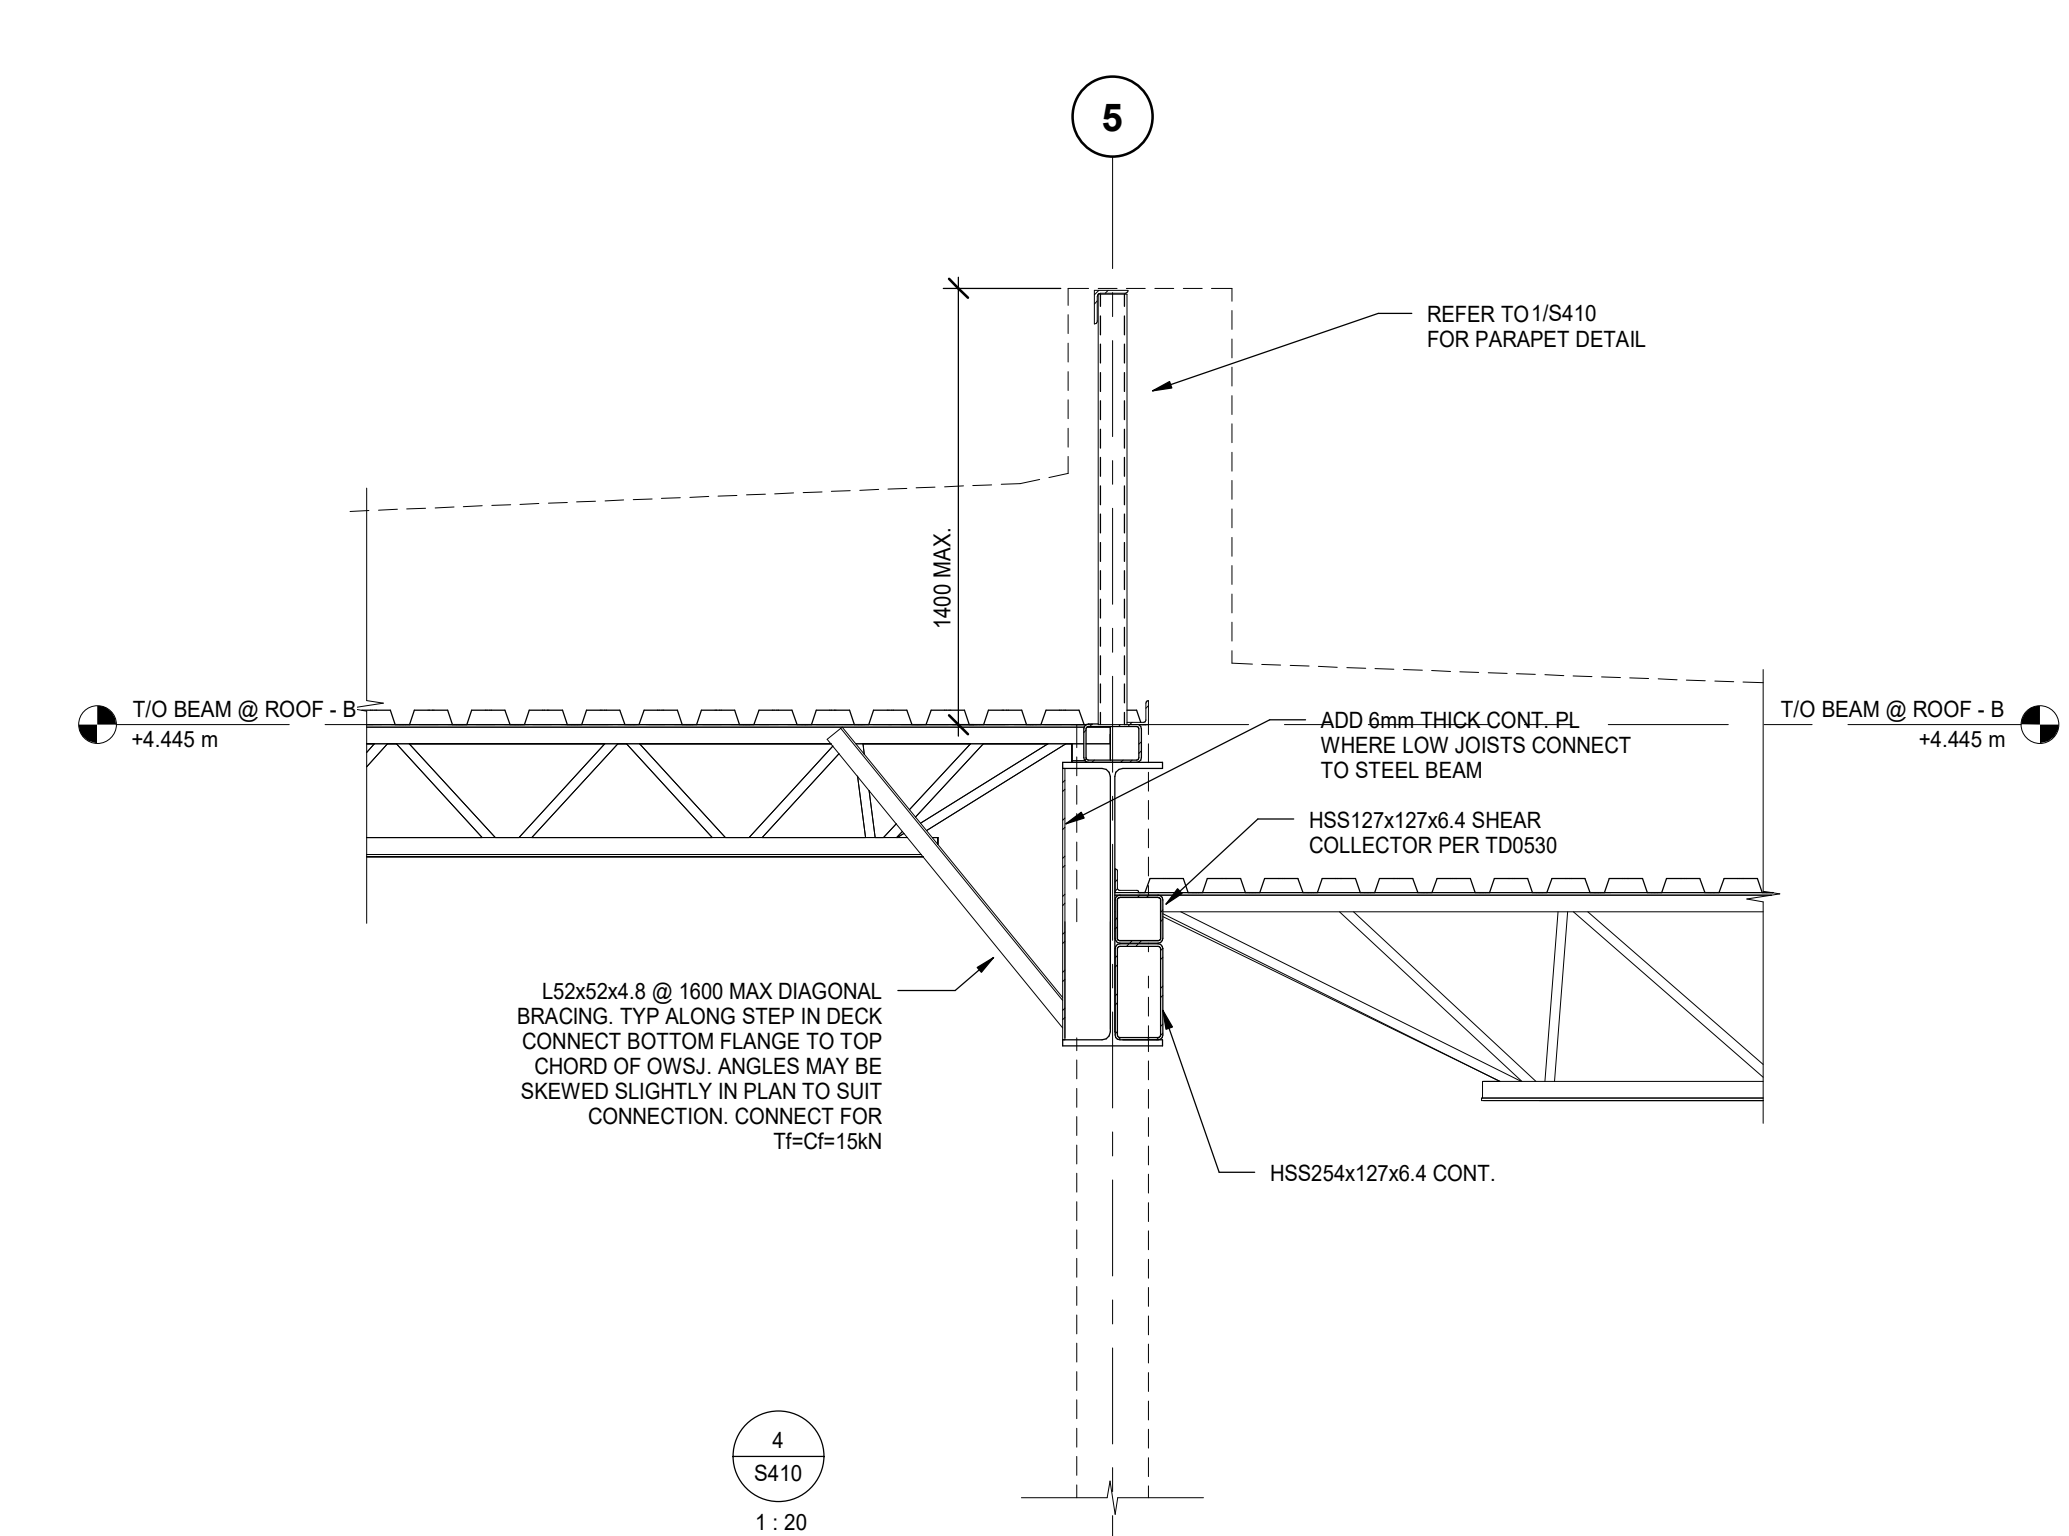 5
REFER TO 1/S410
FOR PARAPET DETAIL
1400 MAX.
T/O BEAM @ ROOF - B
+4.445 m
T/O BEAM @ ROOF - B
+4.445 m
ADD 6mm THICK CONT. PL
WHERE LOW JOISTS CONNECT
TO STEEL BEAM
HSS127x127x6.4 SHEAR
COLLECTOR PER TD0530
L52x52x4.8 @ 1600 MAX DIAGONAL
BRACING. TYP ALONG STEP IN DECK
CONNECT BOTTOM FLANGE TO TOP
CHORD OF OWSJ. ANGLES MAY BE
SKEWED SLIGHTLY IN PLAN TO SUIT
CONNECTION. CONNECT FOR
Tf=Cf=15kN
HSS254x127x6.4 CONT.
4
S410
1 : 20